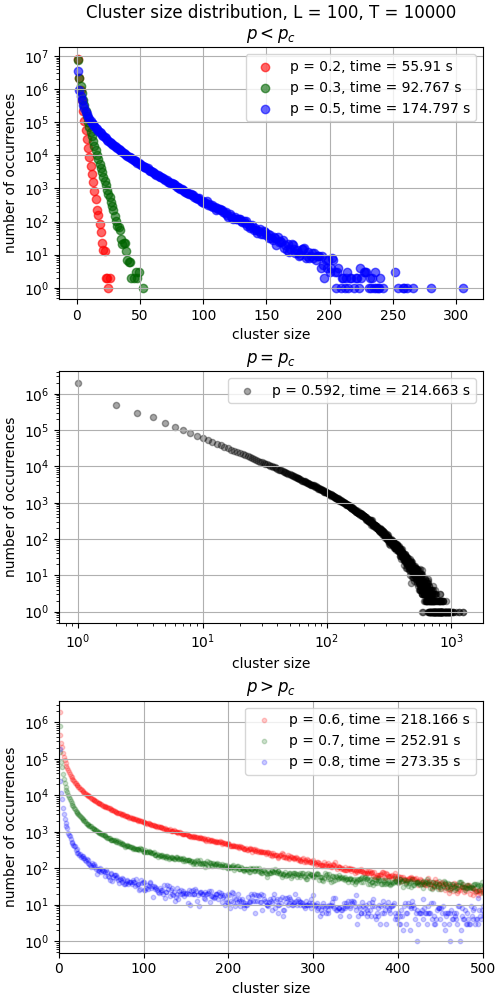 Cluster size distribution, L = 100, T = 10000
p < p_c
10^7
10^6
10^5
10^4
10^3
10^2
10^1
10^0
number of occurrences
p = 0.2, time = 55.91 s
p = 0.3, time = 92.767 s
p = 0.5, time = 174.797 s
0 50 100 150 200 250 300
cluster size
p = p_c
10^6
10^5
10^4
10^3
10^2
10^1
10^0
number of occurrences
p = 0.592, time = 214.663 s
10^0 10^1 10^2 10^3
cluster size
p > p_c
10^6
10^5
10^4
10^3
10^2
10^1
10^0
number of occurrences
p = 0.6, time = 218.166 s
p = 0.7, time = 252.91 s
p = 0.8, time = 273.35 s
0 100 200 300 400 500
cluster size